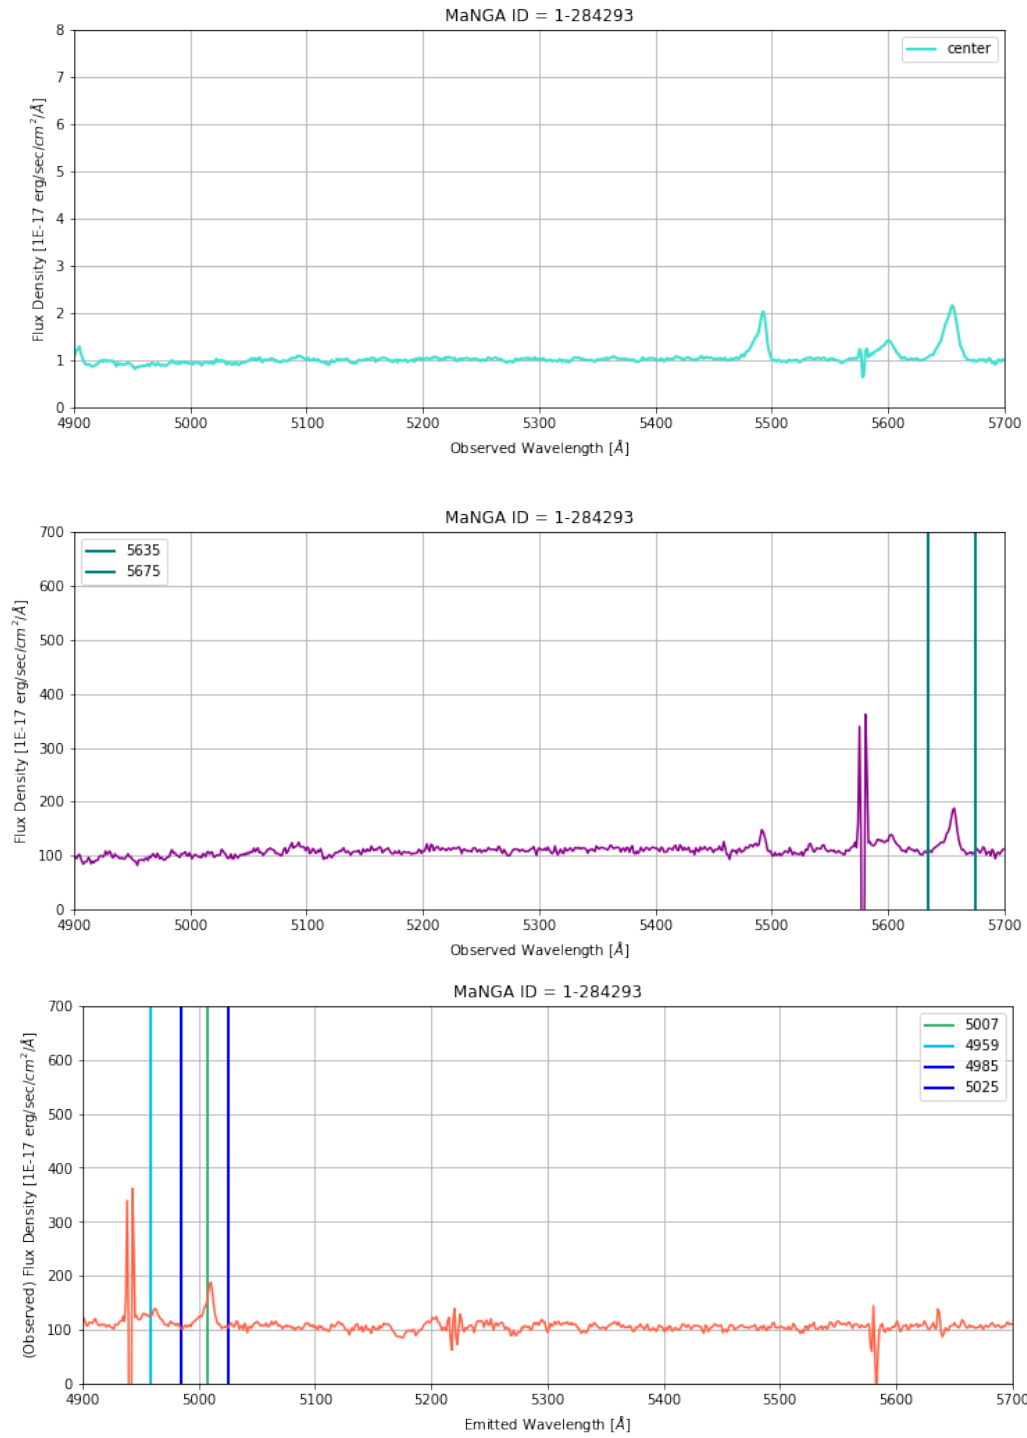 MaNGA ID = 1-284293
Flux Density [1E-17 erg/sec/cm²/Å]
8
7
6
5
4
3
2
1
0
center
4900 5000 5100 5200 5300 5400 5500 5600 5700
Observed Wavelength [Å]
MaNGA ID = 1-284293
Flux Density [1E-17 erg/sec/cm²/Å]
700
600
500
400
300
200
100
0
5635
5675
4900 5000 5100 5200 5300 5400 5500 5600 5700
Observed Wavelength [Å]
MaNGA ID = 1-284293
(Observed) Flux Density [1E-17 erg/sec/cm²/Å]
700
600
500
400
300
200
100
0
5007
4959
4985
5025
4900 5000 5100 5200 5300 5400 5500 5600 5700
Emitted Wavelength [Å]